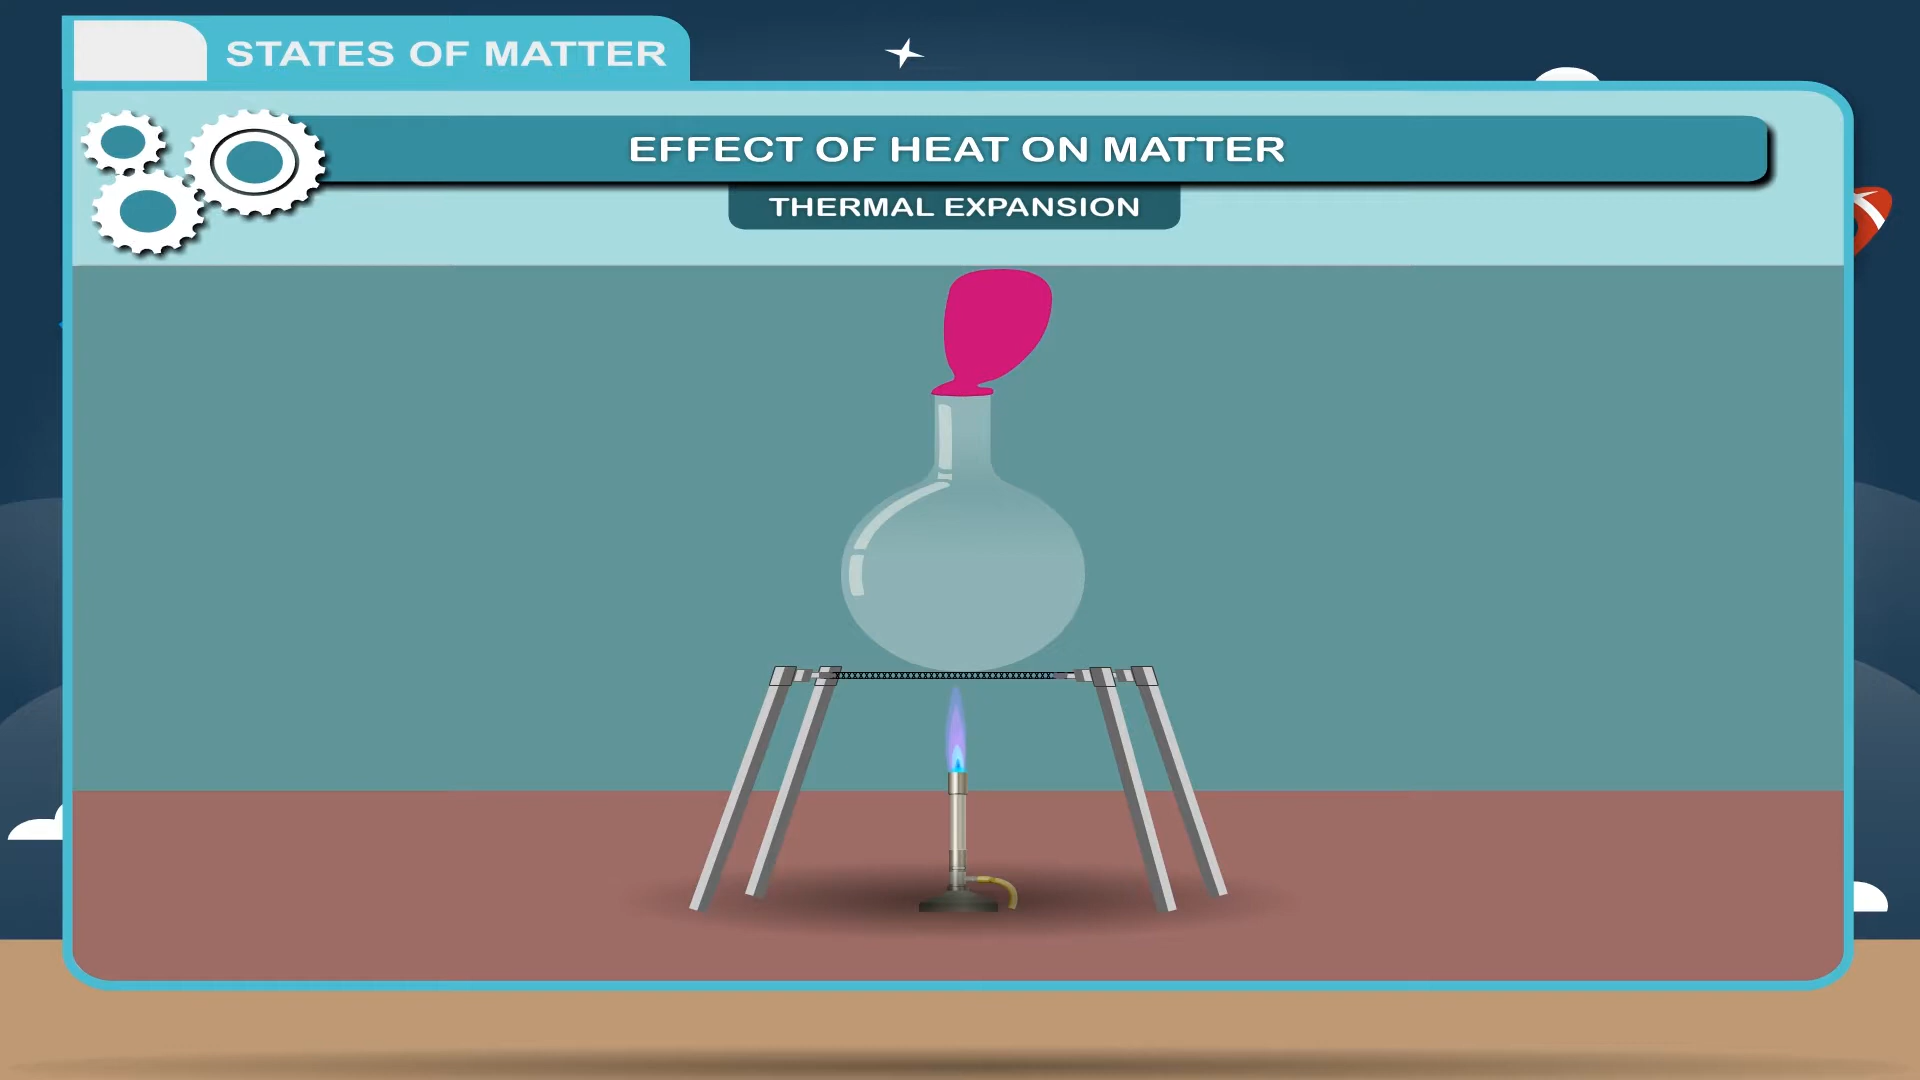 STATES OF MATTER
EFFECT OF HEAT ON MATTER
THERMAL EXPANSION